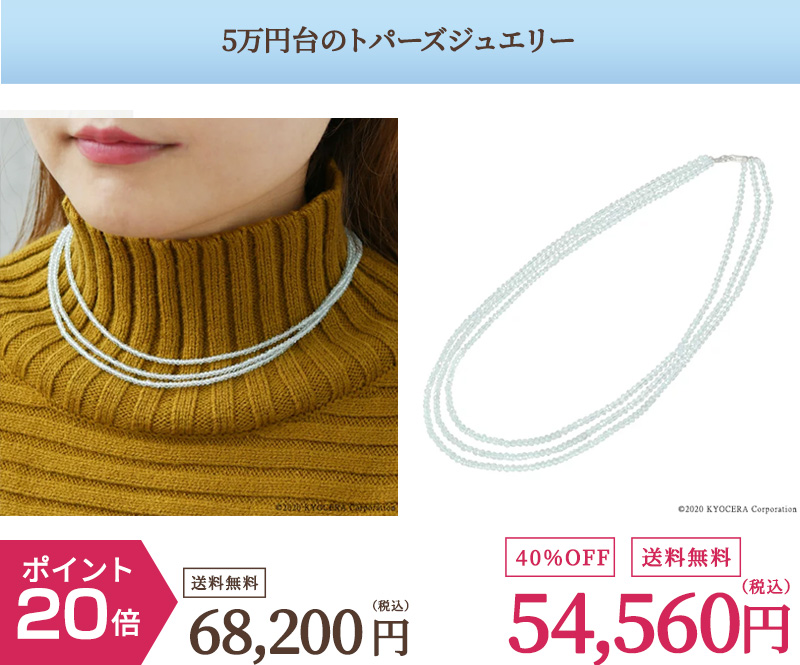 5万円台のトパーズジュエリー
©2020 KYOCERA Corporation
©2020 KYOCERA Corporation
ポイント
20倍
送料無料
68,200円(税込)
40%OFF 送料無料
54,560円(税込)